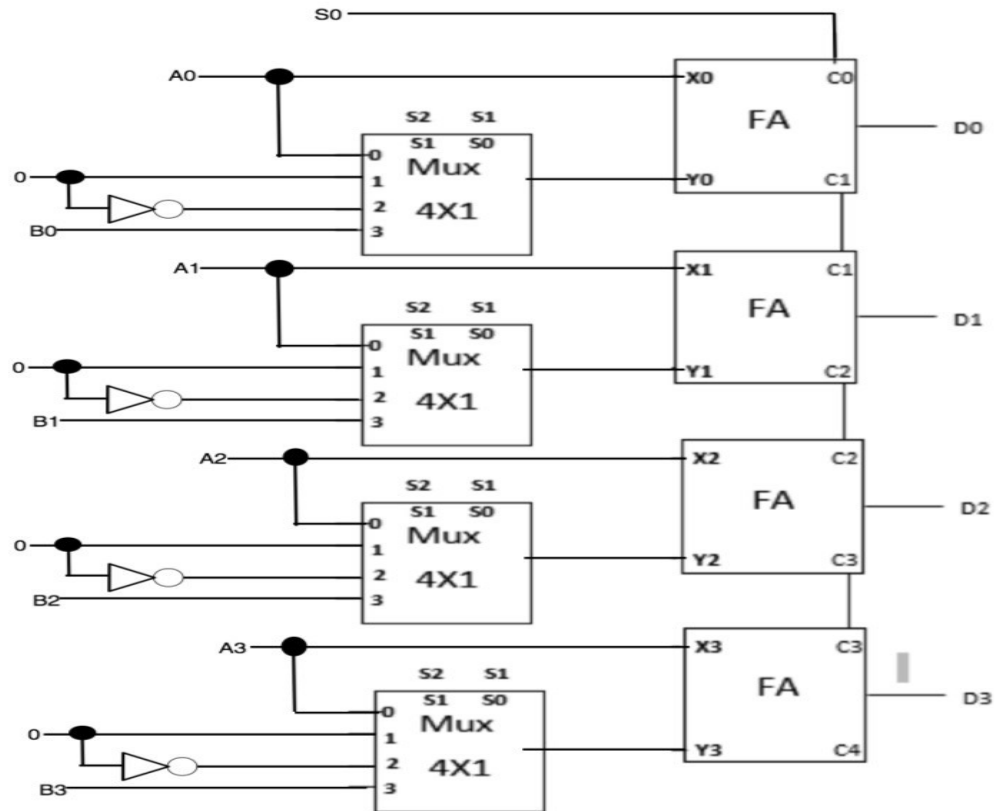 S0
A0 X0 C0
S2 S1
FA D0
S1 S0
0 Mux
0 1
Y0 C1
2 4X1
B0 3
A1 X1 C1
S2 S1
FA D1
S1 S0
0 Mux
0 1
Y1 C2
2 4X1
B1 3
A2 X2 C2
S2 S1
FA D2
S1 S0
0 Mux
0 1
Y2 C3
2 4X1
B2 3
A3 X3 C3
S2 S1
FA D3
S1 S0
0 Mux
0 1
Y3 C4
2 4X1
B3 3